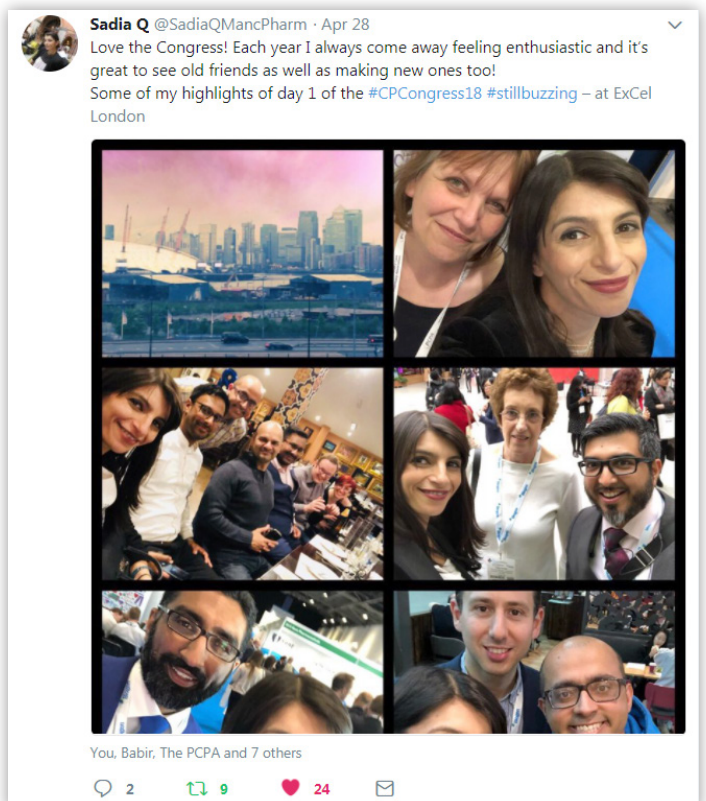 Sadia Q @SadiaQMancPharm · Apr 28
Love the Congress! Each year I always come away feeling enthusiastic and it's
great to see old friends as well as making new ones too!
Some of my highlights of day 1 of the #CPCongress18 #stillbuzzing – at ExCel
London
You, Babir, The PCPA and 7 others
2 9 24